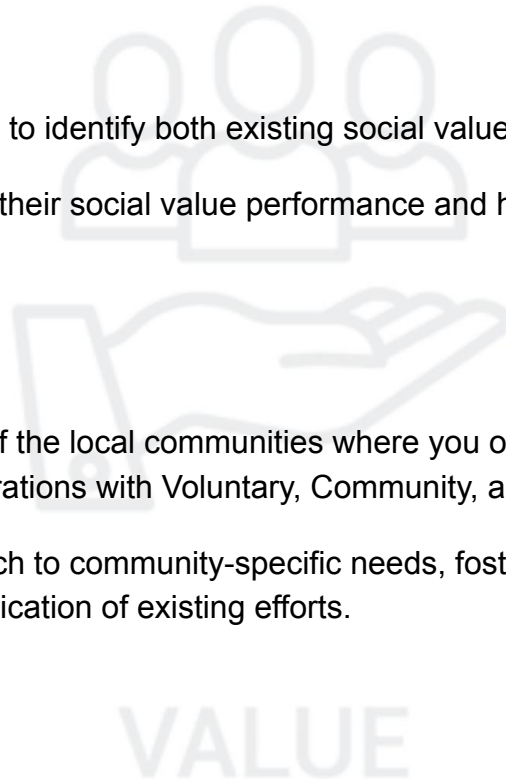 to identify both existing social value
their social value performance and h
f the local communities where you o
rations with Voluntary, Community, a
ch to community-specific needs, fost
ication of existing efforts.
VALUE